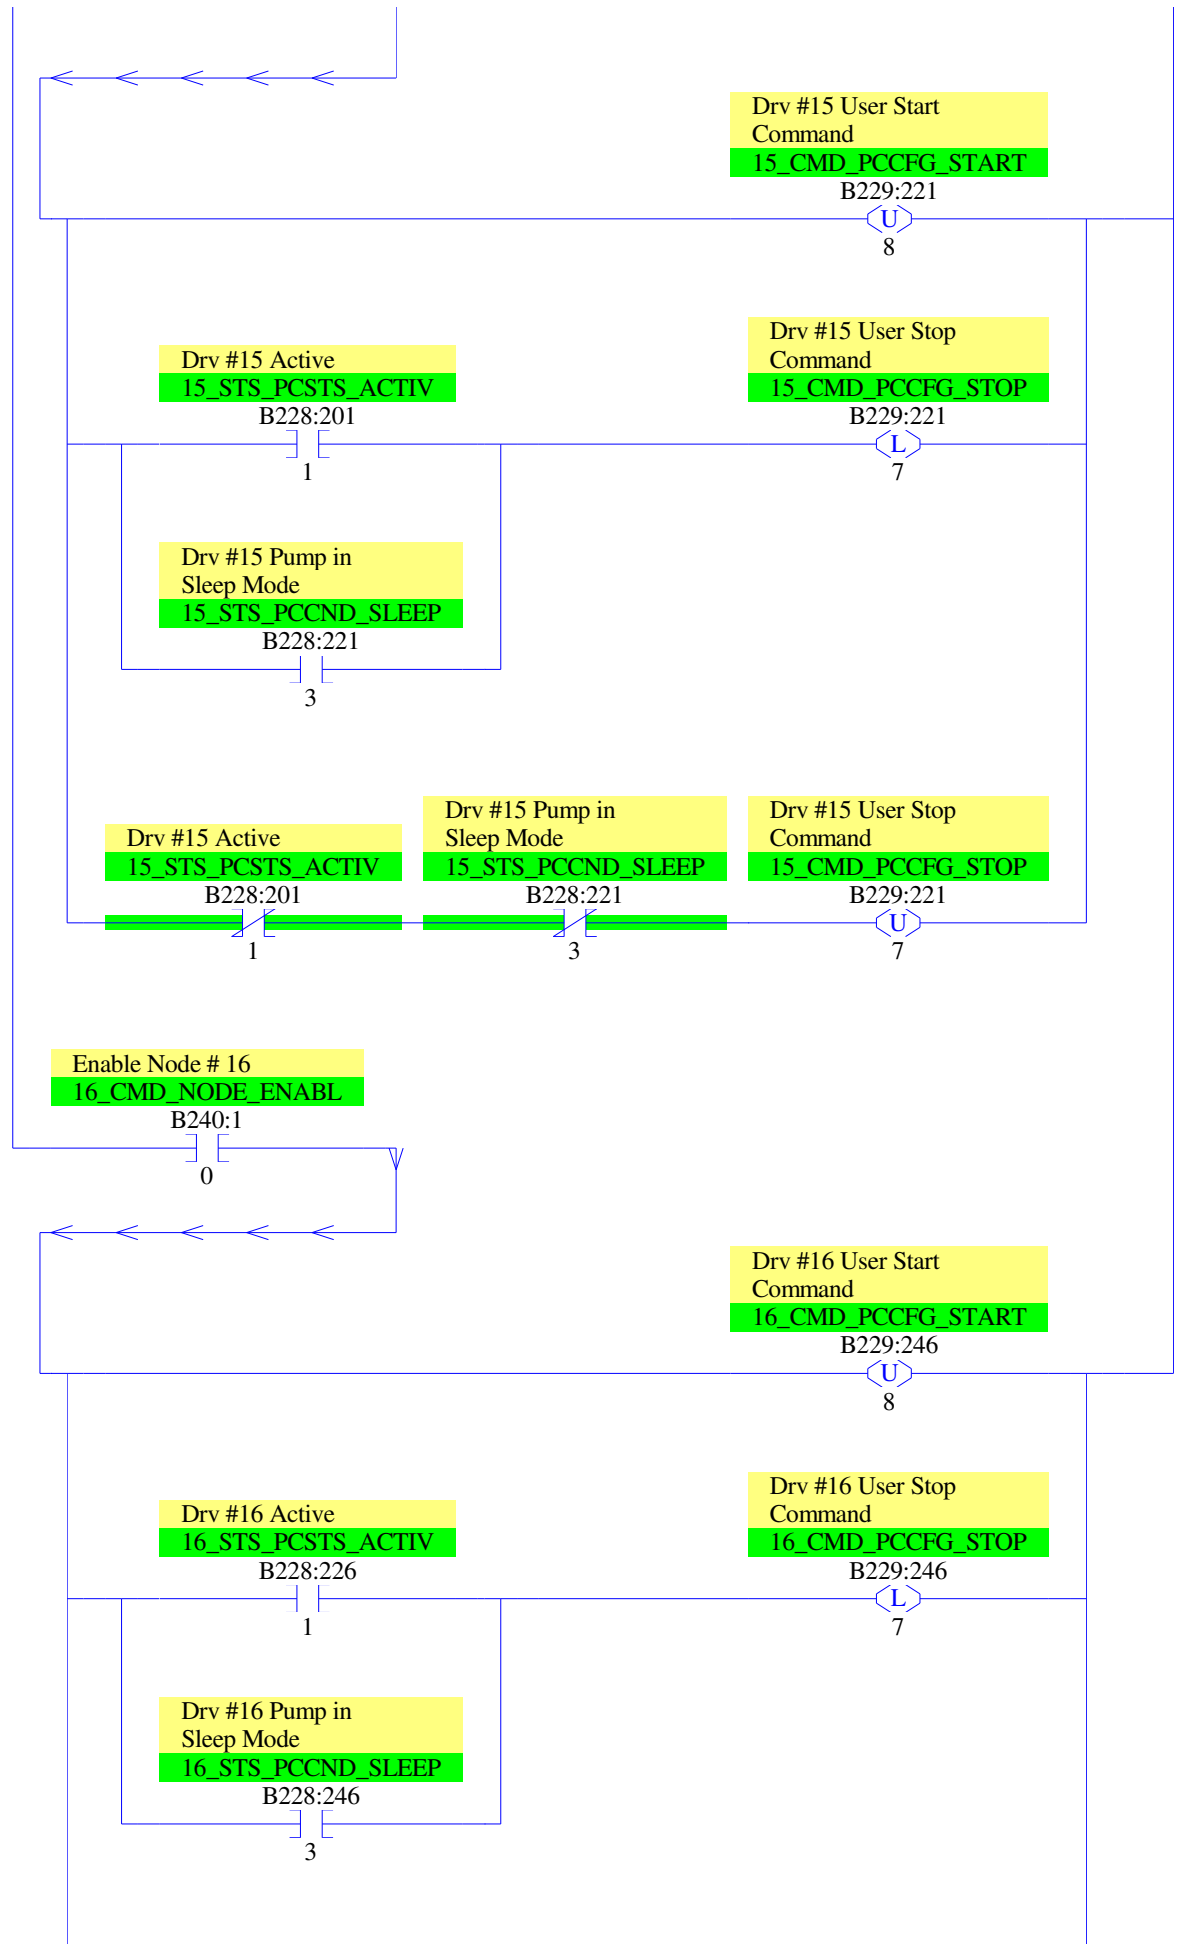 Drv #15 User Start
Command
15_CMD_PCCFG_START
B229:221
U
8
Drv #15 Active
15_STS_PCSTS_ACTIV
B228:201
1
Drv #15 User Stop
Command
15_CMD_PCCFG_STOP
B229:221
L
7
Drv #15 Pump in
Sleep Mode
15_STS_PCCND_SLEEP
B228:221
3
Drv #15 Active
15_STS_PCSTS_ACTIV
B228:201
1
Drv #15 Pump in
Sleep Mode
15_STS_PCCND_SLEEP
B228:221
3
Drv #15 User Stop
Command
15_CMD_PCCFG_STOP
B229:221
U
7
Enable Node # 16
16_CMD_NODE_ENABL
B240:1
0
Drv #16 User Start
Command
16_CMD_PCCFG_START
B229:246
U
8
Drv #16 Active
16_STS_PCSTS_ACTIV
B228:226
1
Drv #16 User Stop
Command
16_CMD_PCCFG_STOP
B229:246
L
7
Drv #16 Pump in
Sleep Mode
16_STS_PCCND_SLEEP
B228:246
3